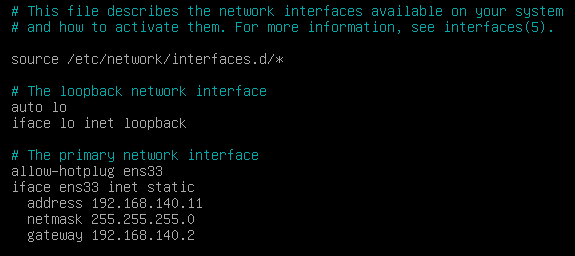 # This file describes the network interfaces available on your system
# and how to activate them. For more information, see interfaces(5).
source /etc/network/interfaces.d/*
# The loopback network interface
auto lo
iface lo inet loopback
# The primary network interface
allow-hotplug ens33
iface ens33 inet static
address 192.168.140.11
netmask 255.255.255.0
gateway 192.168.140.2